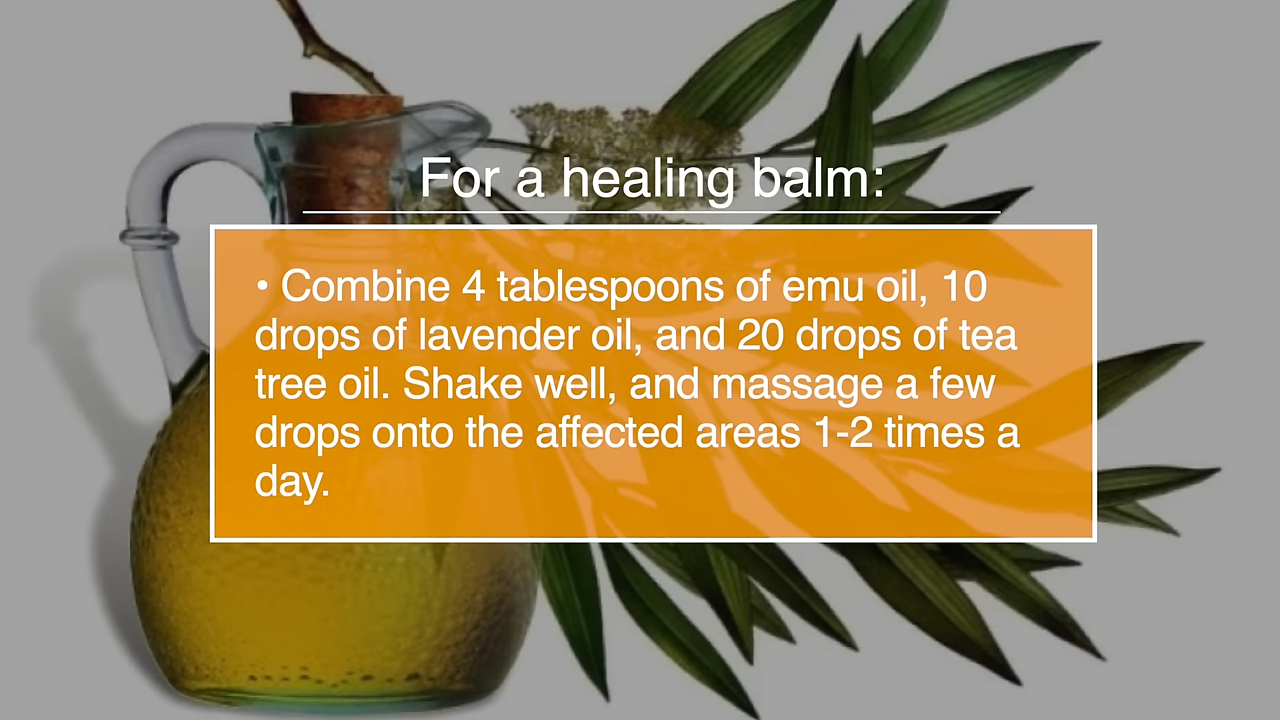 For a healing balm:
• Combine 4 tablespoons of emu oil, 10
drops of lavender oil, and 20 drops of tea
tree oil. Shake well, and massage a few
drops onto the affected areas 1-2 times a
day.